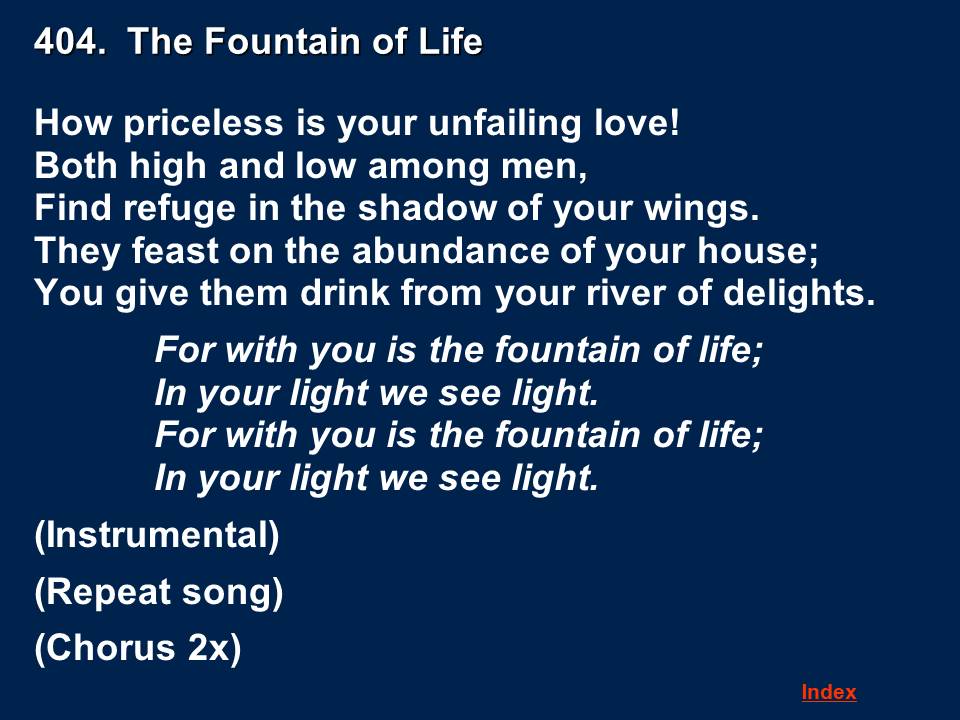 404.  The Fountain of Life
How priceless is your unfailing love!
Both high and low among men,
Find refuge in the shadow of your wings.
They feast on the abundance of your house;
You give them drink from your river of delights.
For with you is the fountain of life;
In your light we see light.
For with you is the fountain of life;
In your light we see light.
(Instrumental)
(Repeat song)
(Chorus 2x)
Index